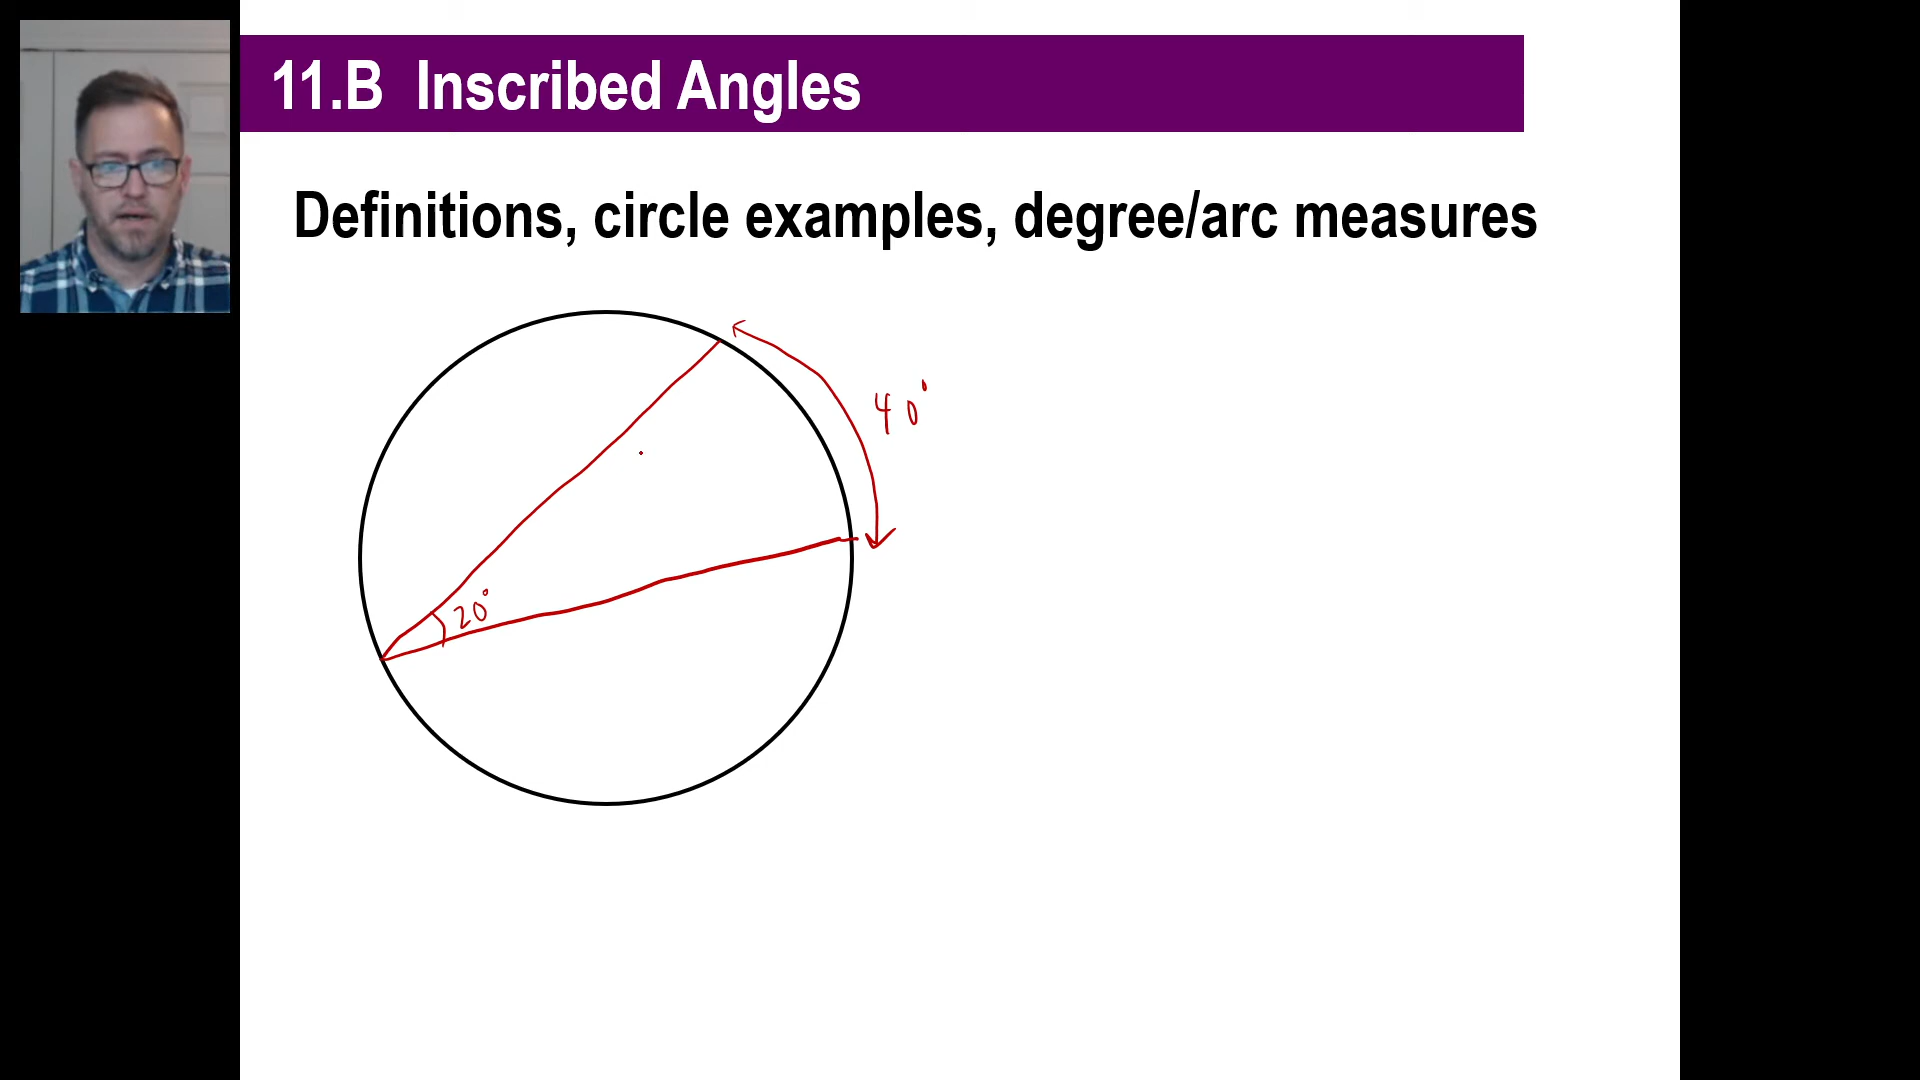 11.B Inscribed Angles
Definitions, circle examples, degree/arc measures
40°
20°